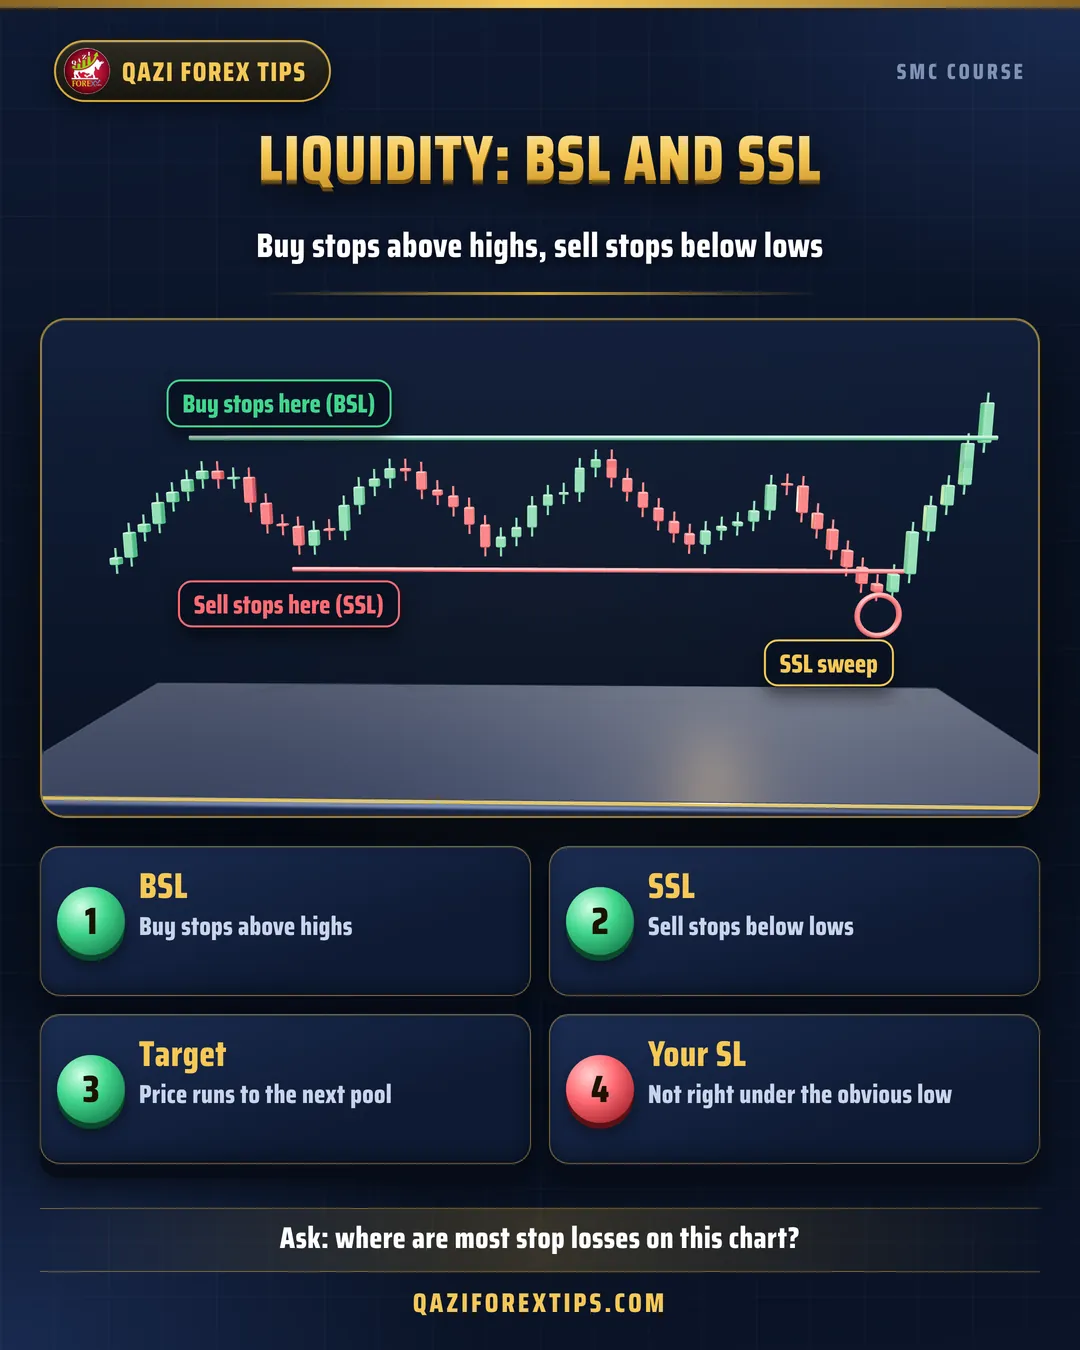 QAZI
FOREX
QAZI FOREX TIPS
SMC COURSE
LIQUIDITY: BSL AND SSL
Buy stops above highs, sell stops below lows
Buy stops here (BSL)
Sell stops here (SSL)
SSL sweep
1
BSL
Buy stops above highs
2
SSL
Sell stops below lows
3
Target
Price runs to the next pool
4
Your SL
Not right under the obvious low
Ask: where are most stop losses on this chart?
QAZIFOREXTIPS.COM